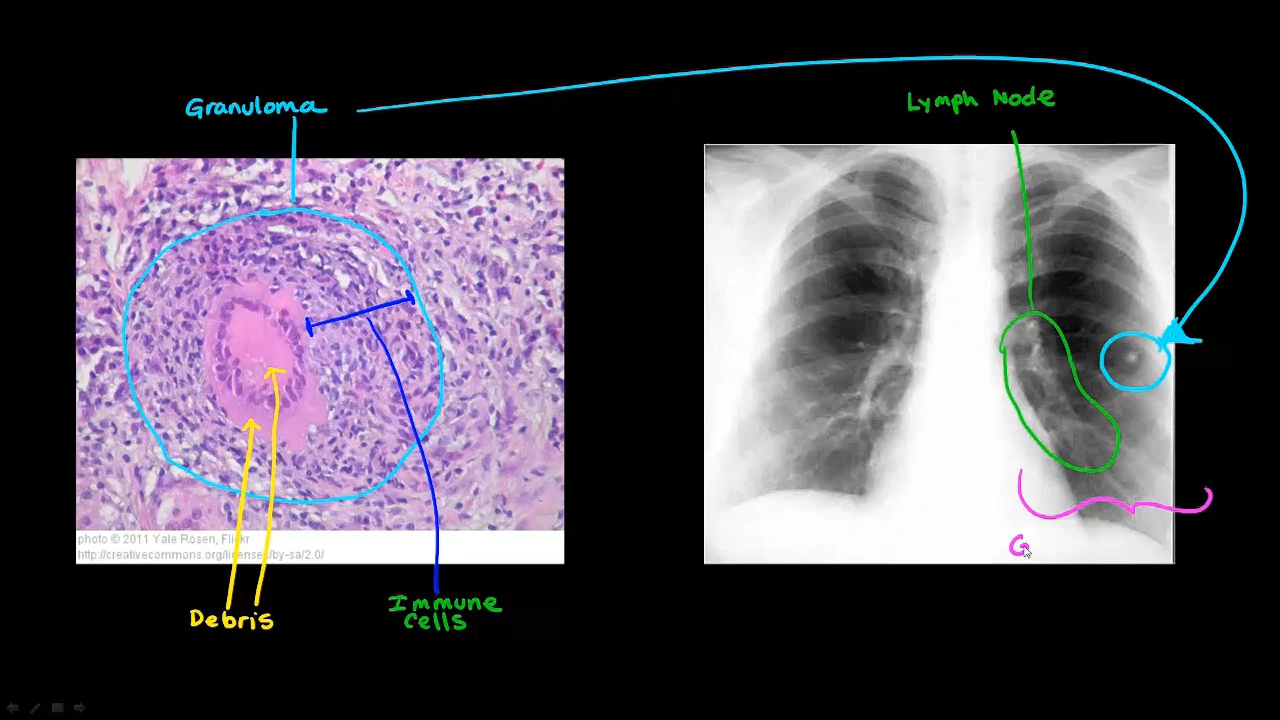 Granuloma
Lymph Node
photo © 2011 Yale Rosen, Flickr
http://creativecommons.org/licenses/by-sa/2.0/
G
Debris
Immune
cells